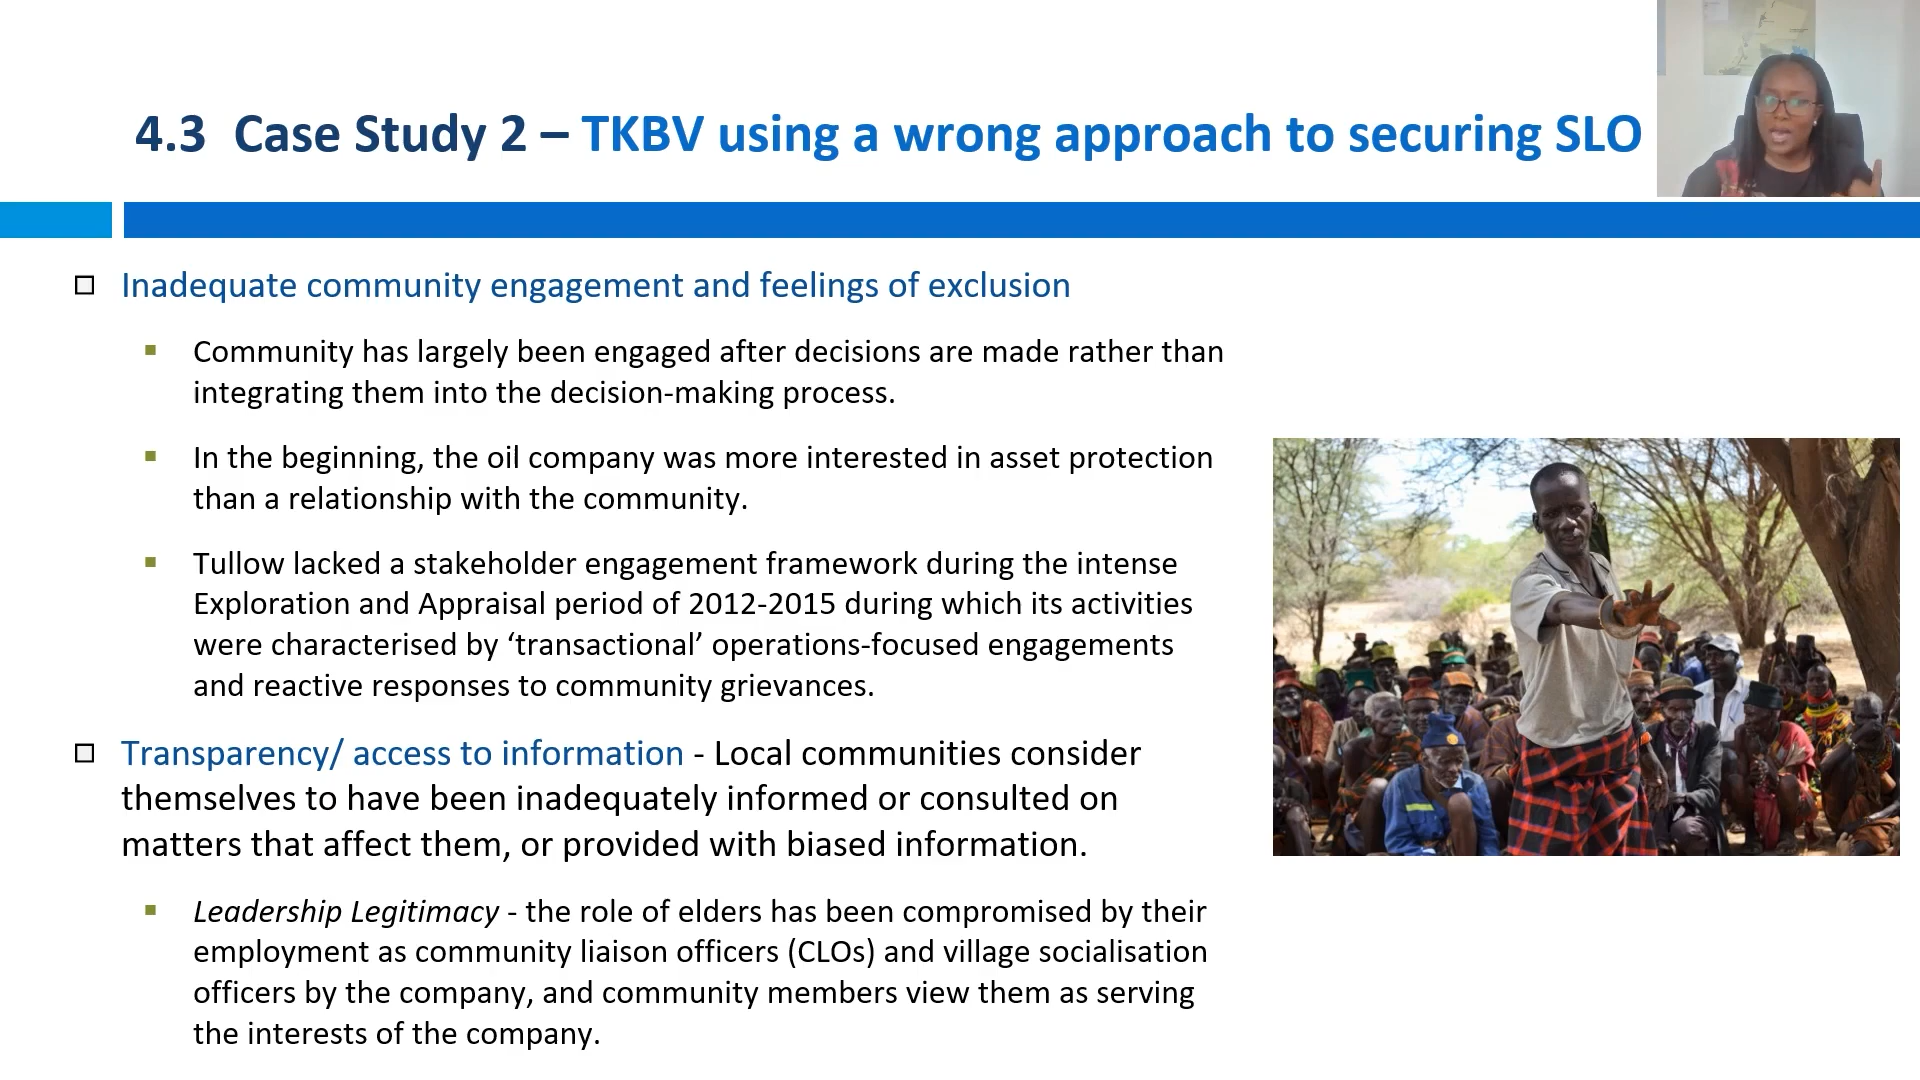 4.3 Case Study 2 – TKBV using a wrong approach to securing SLO
Inadequate community engagement and feelings of exclusion
Community has largely been engaged after decisions are made rather than
integrating them into the decision-making process.
In the beginning, the oil company was more interested in asset protection
than a relationship with the community.
Tullow lacked a stakeholder engagement framework during the intense
Exploration and Appraisal period of 2012-2015 during which its activities
were characterised by ‘transactional’ operations-focused engagements
and reactive responses to community grievances.
Transparency/ access to information - Local communities consider
themselves to have been inadequately informed or consulted on
matters that affect them, or provided with biased information.
Leadership Legitimacy - the role of elders has been compromised by their
employment as community liaison officers (CLOs) and village socialisation
officers by the company, and community members view them as serving
the interests of the company.